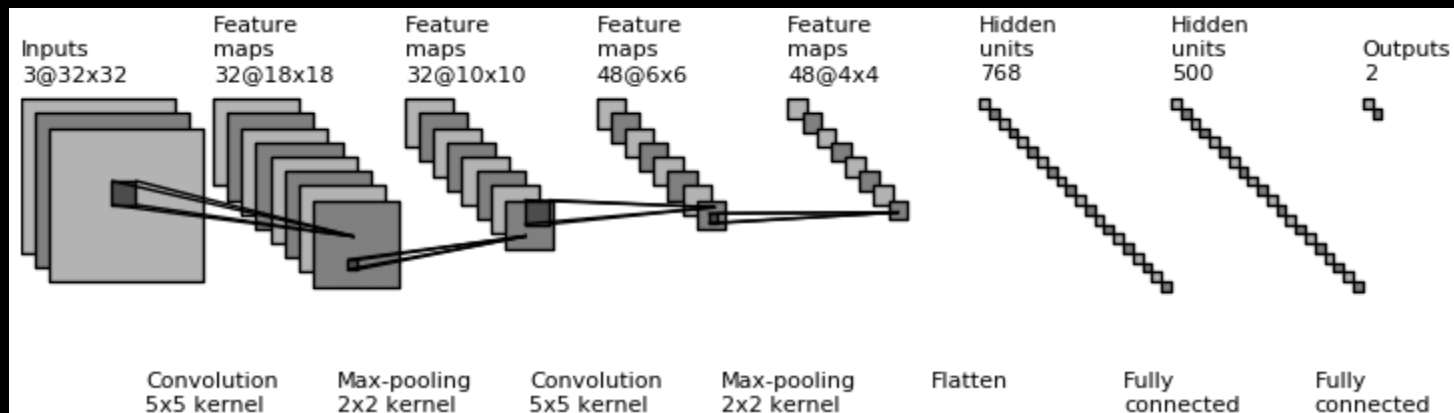 Inputs
3@32x32
Feature
maps
32@18x18
Feature
maps
32@10x10
Feature
maps
48@6x6
Feature
maps
48@4x4
Hidden
units
768
Hidden
units
500
Outputs
2
Convolution
5x5 kernel
Max-pooling
2x2 kernel
Convolution
5x5 kernel
Max-pooling
2x2 kernel
Flatten
Fully
connected
Fully
connected